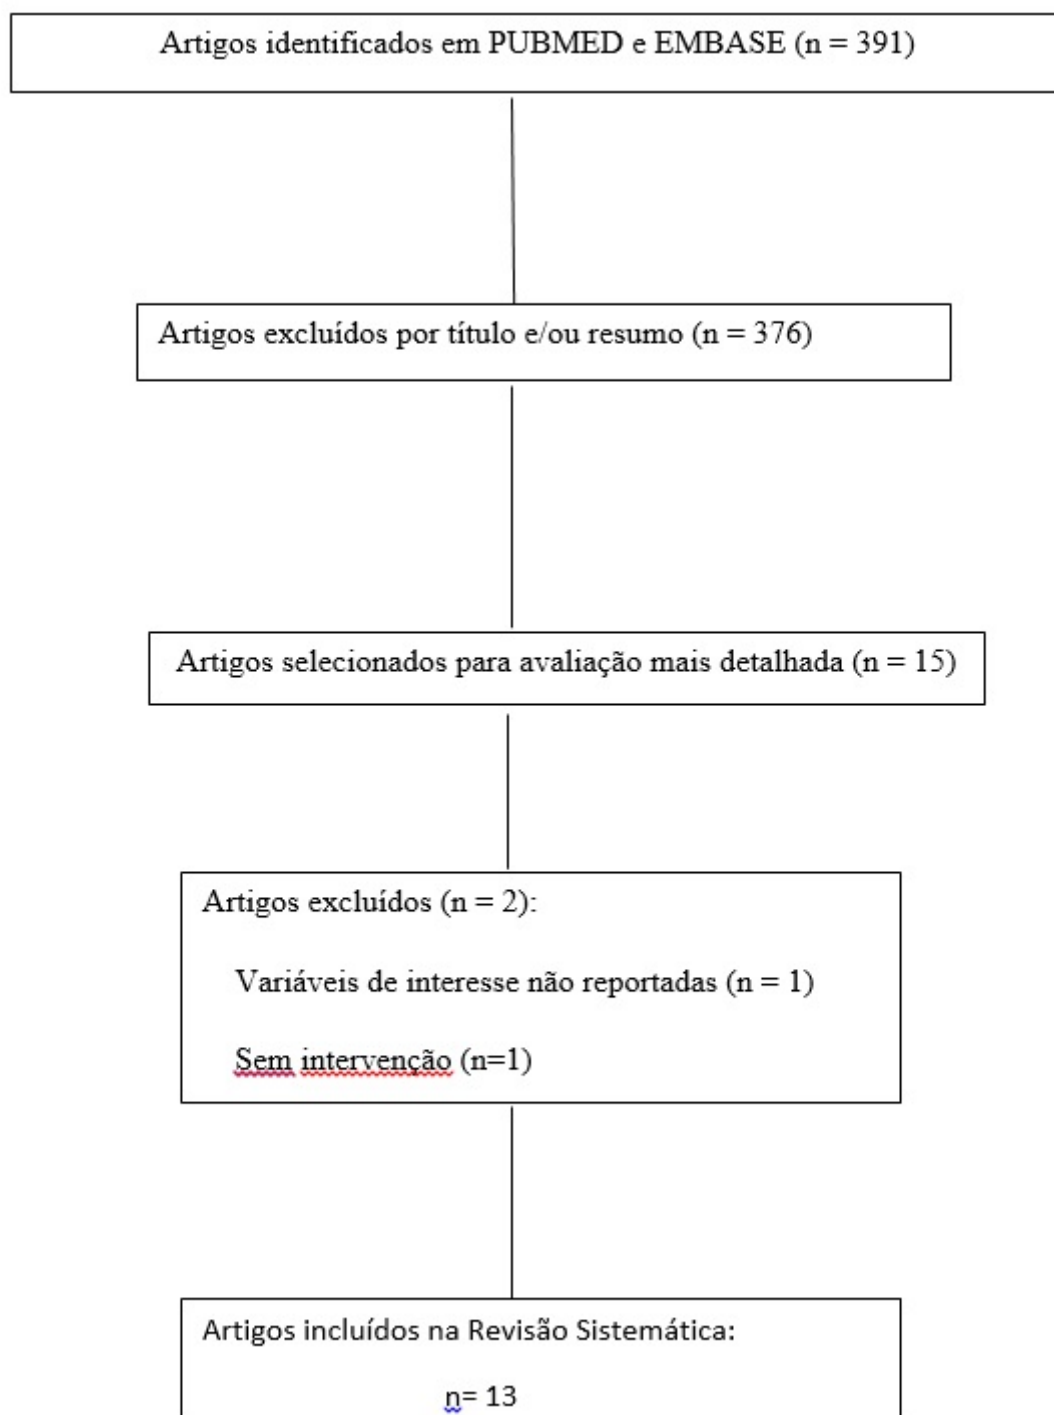 Artigos identificados em PUBMED e EMBASE (n = 391)
Artigos excluídos por título e/ou resumo (n = 376)
Artigos selecionados para avaliação mais detalhada (n = 15)
Artigos excluídos (n = 2):
Variáveis de interesse não reportadas (n = 1)
Sem intervenção (n=1)
Artigos incluídos na Revisão Sistemática:
n= 13